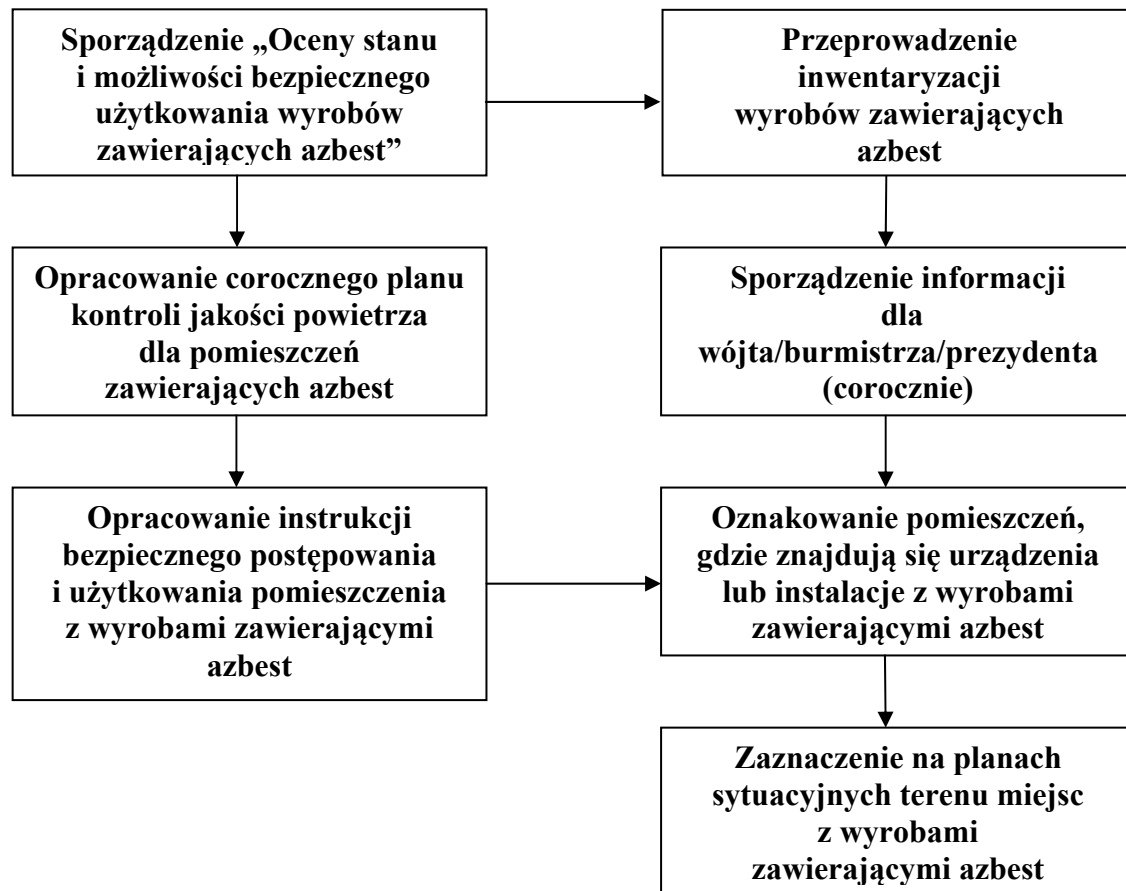 Sporządzenie „Oceny stanu
i możliwości bezpiecznego
użytkowania wyrobów
zawierających azbest”
Przeprowadzenie
inwentaryzacji
wyrobów zawierających
azbest
Opracowanie corocznego planu
kontroli jakości powietrza
dla pomieszczeń
zawierających azbest
Sporządzenie informacji
dla
wójta/burmistrza/prezydenta
(corocznie)
Opracowanie instrukcji
bezpiecznego postępowania
i użytkowania pomieszczenia
z wyrobami zawierającymi
azbest
Oznakowanie pomieszczeń,
gdzie znajdują się urządzenia
lub instalacje z wyrobami
zawierającymi azbest
Zaznaczenie na planach
sytuacyjnych terenu miejsc
z wyrobami
zawierającymi azbest